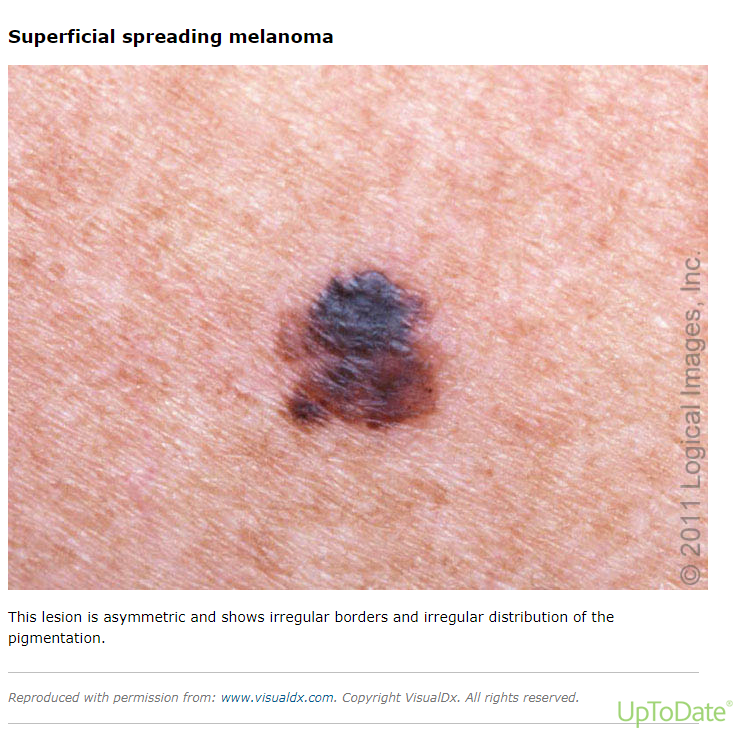 Superficial spreading melanoma
© 2011 Logical Images, Inc.
This lesion is asymmetric and shows irregular borders and irregular distribution of the
pigmentation.
Reproduced with permission from: www.visualdx.com. Copyright VisualDx. All rights reserved.
UpToDate®